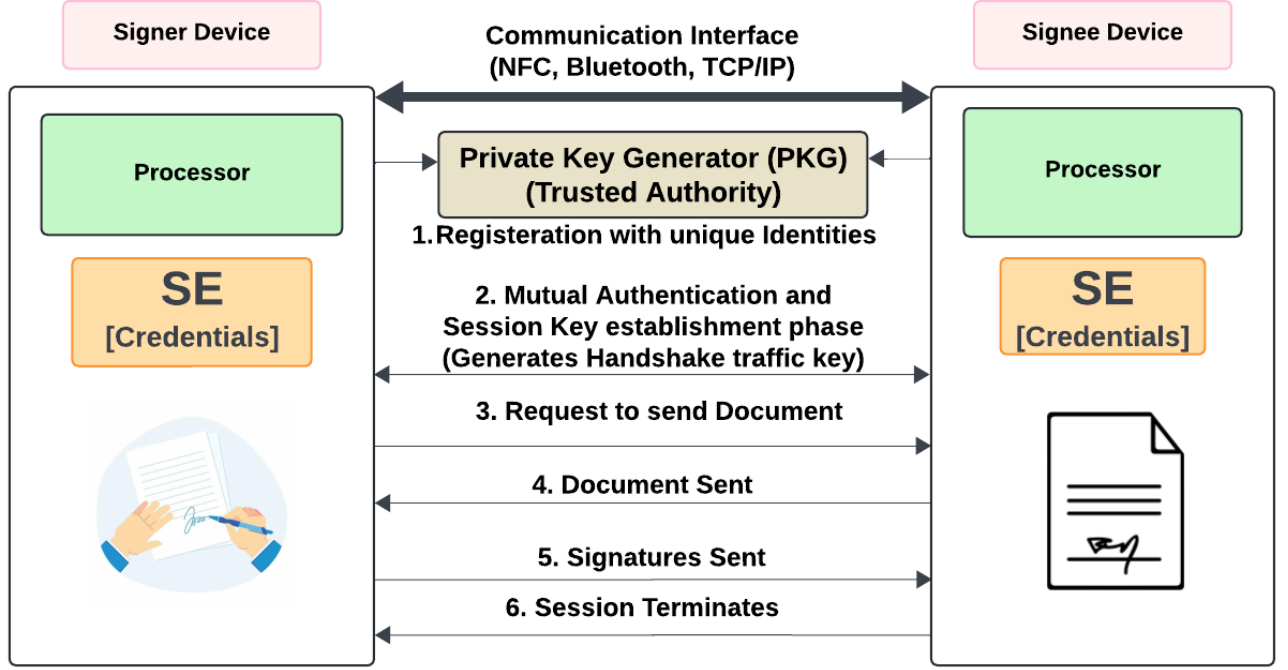 Signer Device
Communication Interface
(NFC, Bluetooth, TCP/IP)
Signee Device
Processor
Private Key Generator (PKG)
(Trusted Authority)
Processor
1.Registeration with unique Identities
SE
[Credentials]
2. Mutual Authentication and
Session Key establishment phase
(Generates Handshake traffic key)
SE
[Credentials]
3. Request to send Document
4. Document Sent
5. Signatures Sent
6. Session Terminates